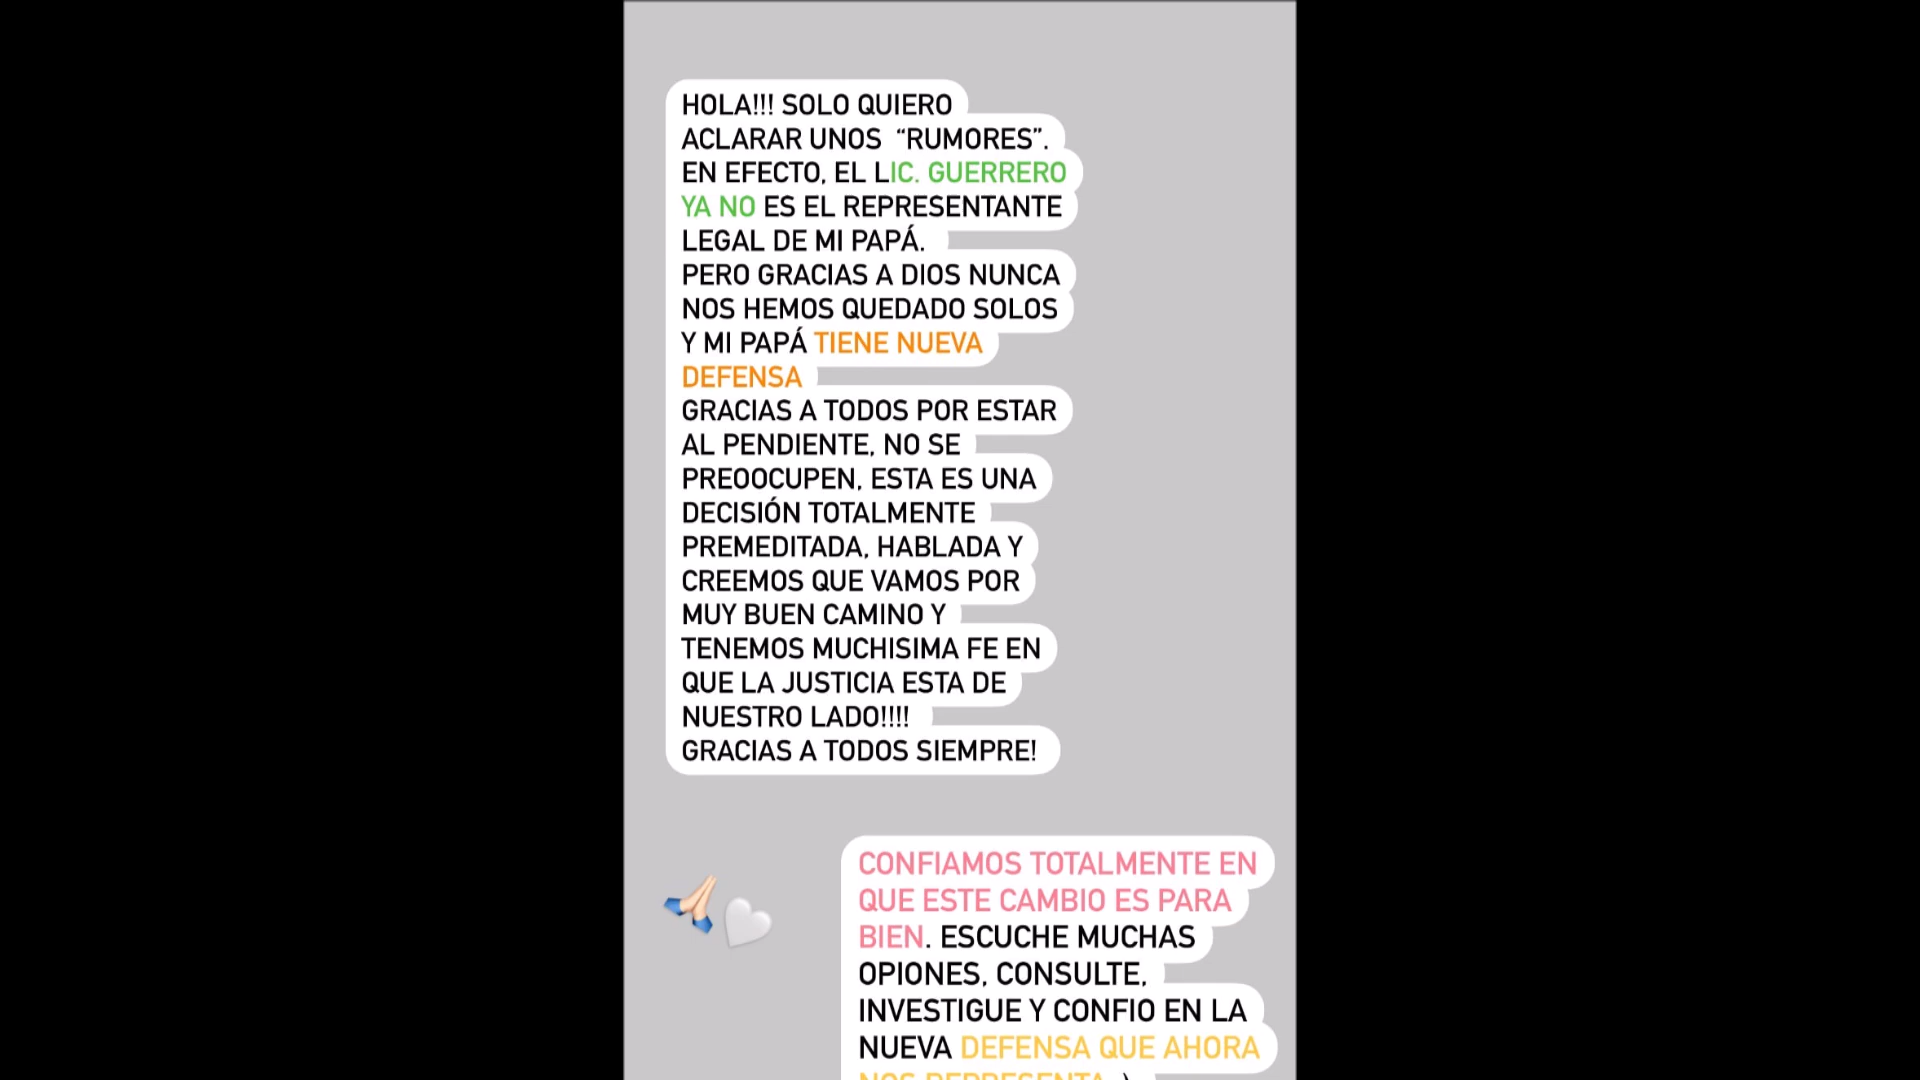 HOLA!!! SOLO QUIERO
ACLARAR UNOS “RUMORES”.
EN EFECTO, EL LIC. GUERRERO
YA NO ES EL REPRESENTANTE
LEGAL DE MI PAPÁ.
PERO GRACIAS A DIOS NUNCA
NOS HEMOS QUEDADO SOLOS
Y MI PAPÁ TIENE NUEVA
DEFENSA
GRACIAS A TODOS POR ESTAR
AL PENDIENTE, NO SE
PREOOCUPEN, ESTA ES UNA
DECISIÓN TOTALMENTE
PREMEDITADA, HABLADA Y
CREEMOS QUE VAMOS POR
MUY BUEN CAMINO Y
TENEMOS MUCHISIMA FE EN
QUE LA JUSTICIA ESTA DE
NUESTRO LADO!!!!
GRACIAS A TODOS SIEMPRE!
CONFIAMOS TOTALMENTE EN
QUE ESTE CAMBIO ES PARA
BIEN. ESCUCHE MUCHAS
OPIONES, CONSULTE,
INVESTIGUE Y CONFIO EN LA
NUEVA DEFENSA QUE AHORA
NOS REPRESENTA :)